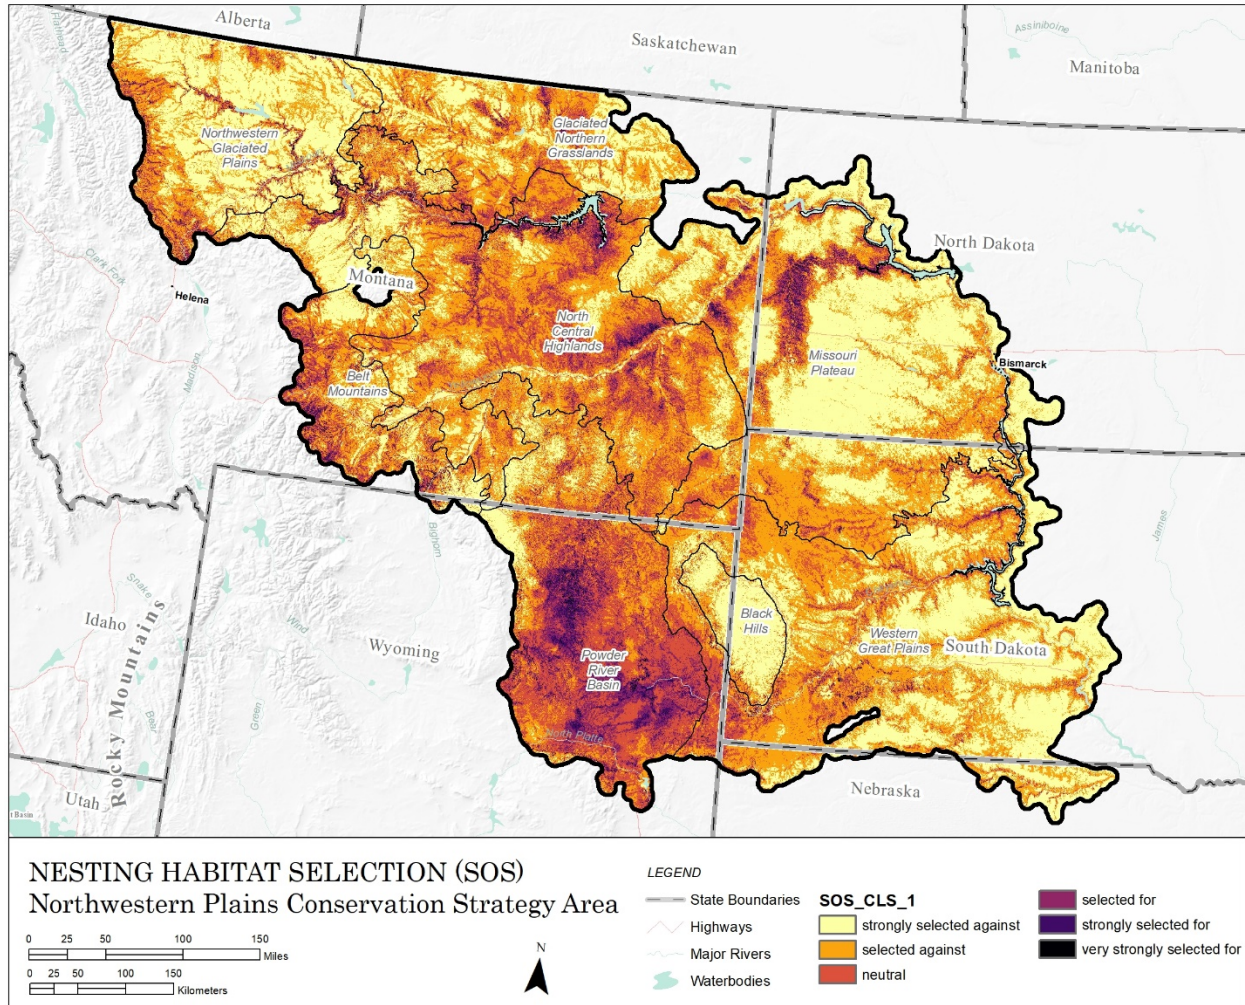 Alberta
Saskatchewan
Assiniboine
Manitoba
Flathead
Northwestern
Glaciated
Plains
Glaciated
Northern
Grasslands
North Dakota
Clark Fork
Helena
Montana
Madison
North
Central
Highlands
Missouri
Plateau
Bismarck
Belt
Mountains
Bighorn
James
Snake
Idaho
Wind
Wyoming
Black
Hills
Western
Great Plains
South Dakota
Powder
River
Basin
Rocky Mountains
Bear
Green
North Platte
Utah
Nebraska
t Basin
NESTING HABITAT SELECTION (SOS)
Northwestern Plains Conservation Strategy Area
0 25 50 100 150
Miles
0 25 50 100 150
Kilometers
N
LEGEND
State Boundaries
Highways
Major Rivers
Waterbodies
SOS_CLS_1
strongly selected against
selected against
neutral
selected for
strongly selected for
very strongly selected for